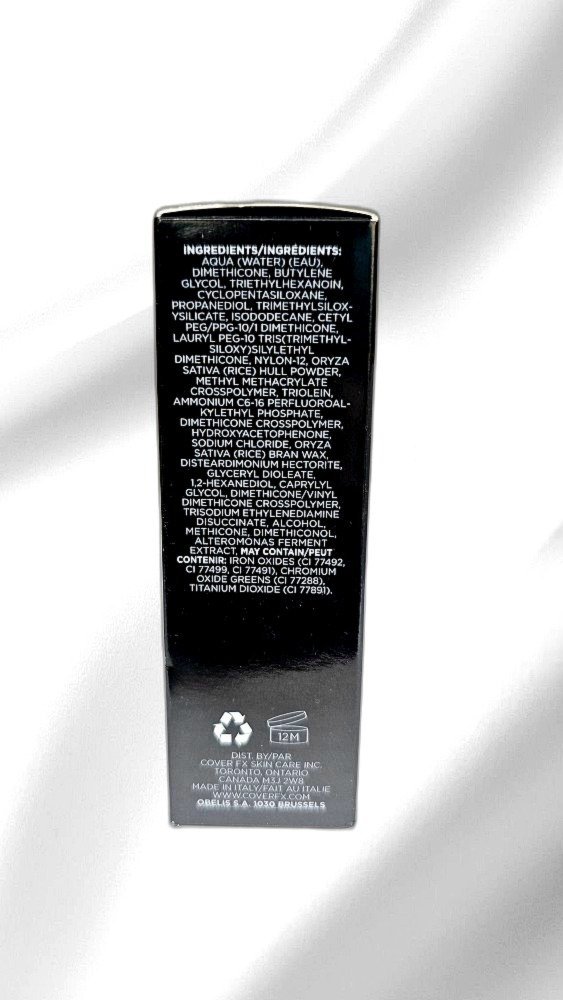 INGREDIENTS/INGRÉDIENTS:
AQUA (WATER) (EAU),
DIMETHICONE, BUTYLENE
GLYCOL, TRIETHYLHEXANOIN,
CYCLOPENTASILOXANE,
PROPANEDIOL, TRIMETHYLSILOX-
YSILICATE, ISODODECANE, CETYL
PEG/PPG-10/1 DIMETHICONE,
LAURYL PEG-10 TRIS(TRIMETHYL-
SILOXY)SILYLETHYL
DIMETHICONE, NYLON-12, ORYZA
SATIVA (RICE) HULL POWDER,
METHYL METHACRYLATE
CROSSPOLYMER, TRIOLEIN,
AMMONIUM C6-16 PERFLUOROAL-
KYLETHYL PHOSPHATE,
DIMETHICONE CROSSPOLYMER,
HYDROXYACETOPHENONE,
SODIUM CHLORIDE, ORYZA
SATIVA (RICE) BRAN WAX,
DISTEARDIMONIUM HECTORITE,
GLYCERYL DIOLEATE,
1,2-HEXANEDIOL, CAPRYLYL
GLYCOL, DIMETHICONE/VINYL
DIMETHICONE CROSSPOLYMER,
TRISODIUM ETHYLENEDIAMINE
DISUCCINATE, ALCOHOL,
METHICONE, DIMETHICONOL,
ALTEROMONAS FERMENT
EXTRACT, MAY CONTAIN/PEUT
CONTENIR: IRON OXIDES (CI 77492,
CI 77499, CI 77491), CHROMIUM
OXIDE GREENS (CI 77288),
TITANIUM DIOXIDE (CI 77891).
12M
DIST. BY/PAR
COVER FX SKIN CARE INC.
TORONTO, ONTARIO
CANADA M3J 2W8
MADE IN ITALY/FAIT AU ITALIE
WWW.COVERFX.COM
OBELIS S.A. 1030 BRUSSELS